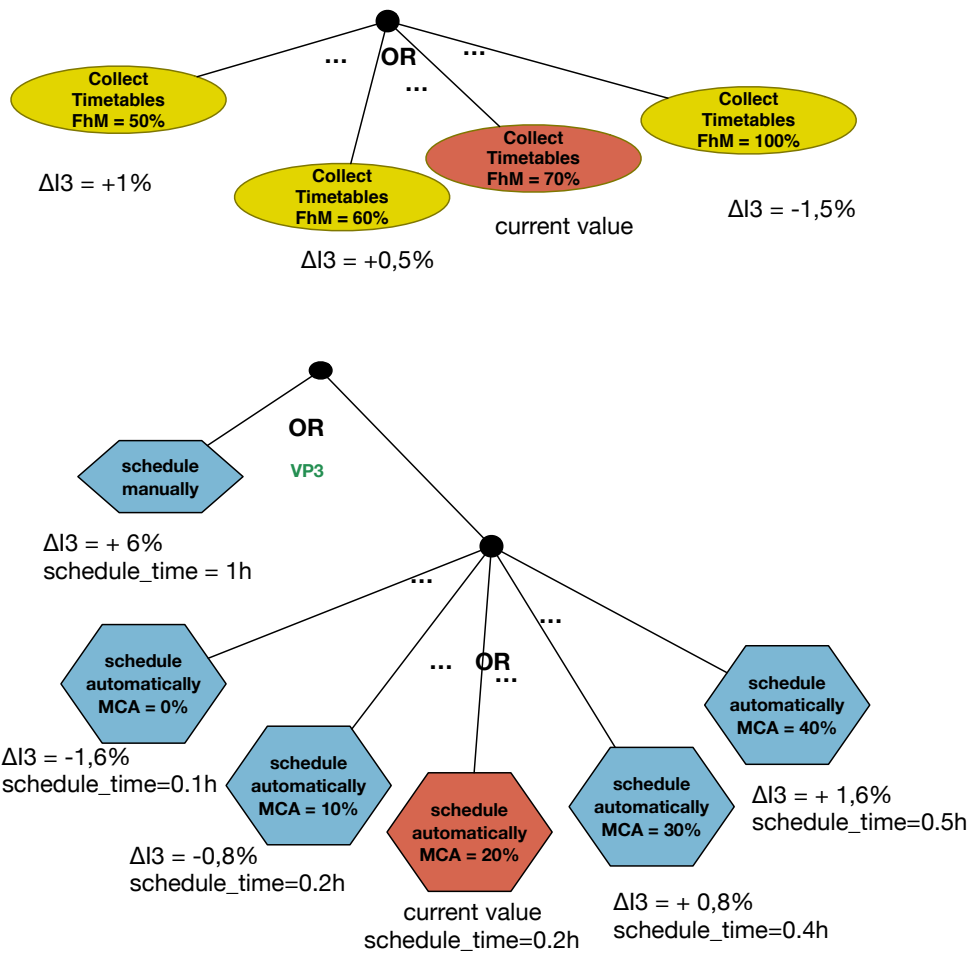 ...
OR
...
...
Collect
Timetables
FhM = 50%
ΔI3 = +1%
Collect
Timetables
FhM = 60%
ΔI3 = +0,5%
Collect
Timetables
FhM = 70%
current value
Collect
Timetables
FhM = 100%
ΔI3 = -1,5%
OR
VP3
schedule
manually
ΔI3 = + 6%
schedule_time = 1h
...
...
OR
...
...
schedule
automatically
MCA = 0%
ΔI3 = -1,6%
schedule_time=0.1h
schedule
automatically
MCA = 10%
ΔI3 = -0,8%
schedule_time=0.2h
schedule
automatically
MCA = 20%
current value
schedule_time=0.2h
schedule
automatically
MCA = 30%
ΔI3 = + 0,8%
schedule_time=0.4h
schedule
automatically
MCA = 40%
ΔI3 = + 1,6%
schedule_time=0.5h